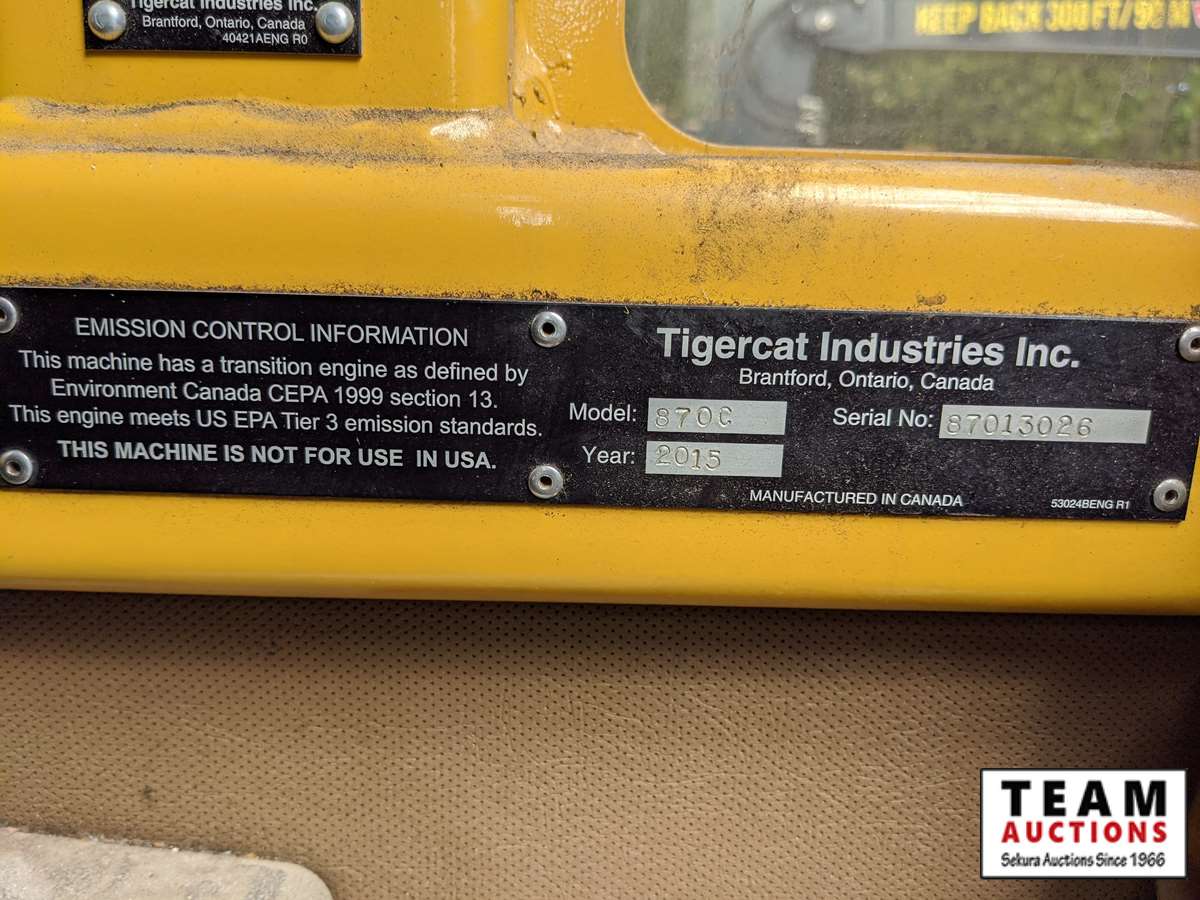 Tigercat Industries Inc.
Brantford, Ontario, Canada
40421AENG R0
KEEP BACK 300 FT/90 M
EMISSION CONTROL INFORMATION
This machine has a transition engine as defined by
Environment Canada CEPA 1999 section 13.
This engine meets US EPA Tier 3 emission standards.
THIS MACHINE IS NOT FOR USE IN USA.
Tigercat Industries Inc.
Brantford, Ontario, Canada
Model: 870C
Serial No: 87013026
Year: 2015
MANUFACTURED IN CANADA
53024BENG R1
TEAM
AUCTIONS
Sekura Auctions Since 1966